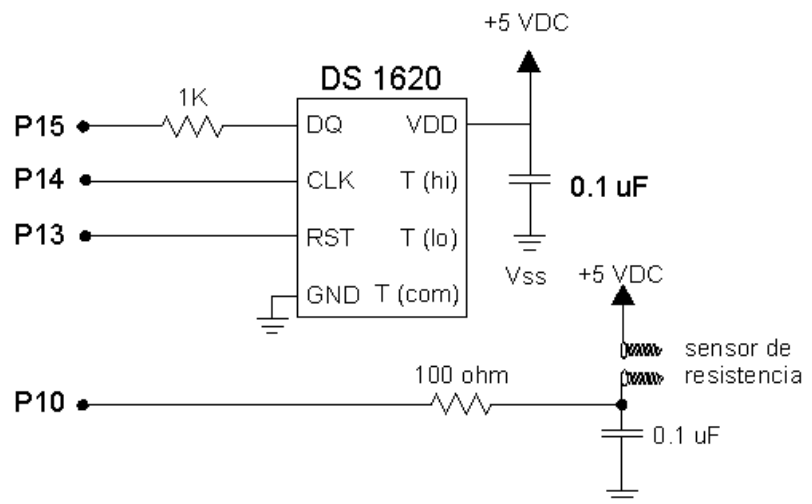 +5 VDC
DS 1620
1K
P15
DQ
VDD
P14
CLK
T (hi)
0.1 uF
P13
RST
T (lo)
GND
T (com)
Vss
+5 VDC
sensor de
resistencia
100 ohm
P10
0.1 uF